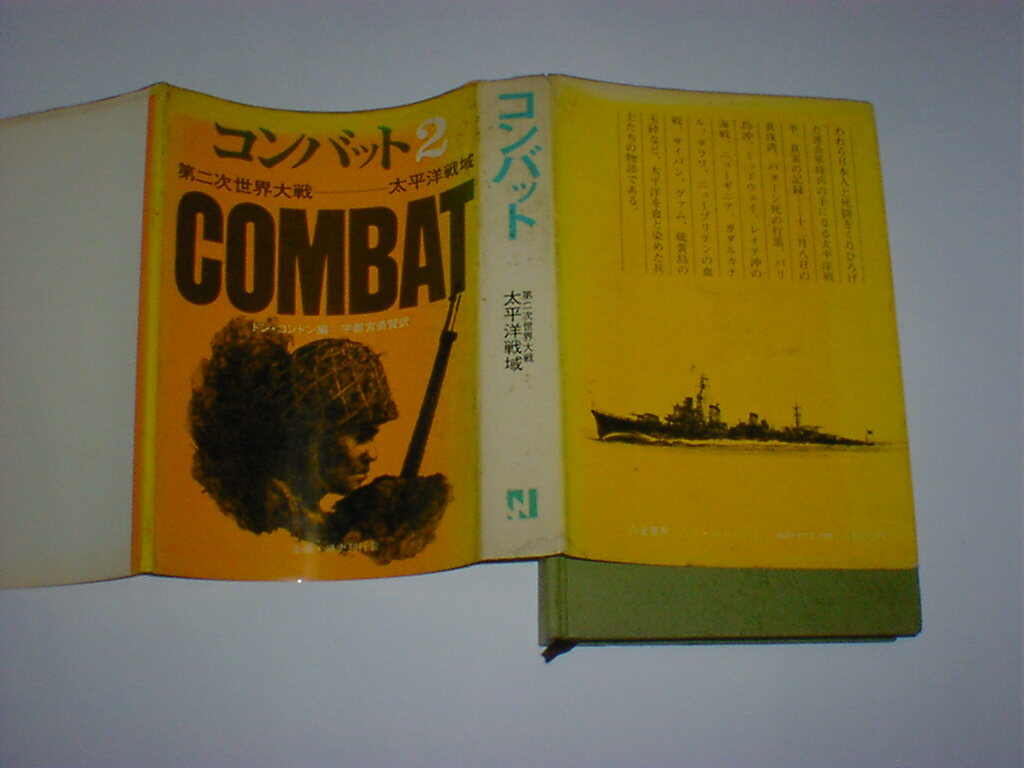 コンバット2
第二次世界大戦――太平洋戦域
COMBAT
ドン・コンドン編 宇都宮直賢訳
コンバット
第二次世界大戦
太平洋戦域
N
われら日本人と死闘をくりひろげ
た連合軍将兵の手になる太平洋戦
争、真実の記録――十二月八日の
真珠湾、バターン死の行進、バリ
島沖、ミッドウェイ、レイテ沖の
海戦、ニューギニア、ガダルカナ
ル、タラワ、ニューブリテンの血
戦、サイパン、グァム、硫黄島の
玉砕など、太平洋を血に染めた兵
士たちの物語である。